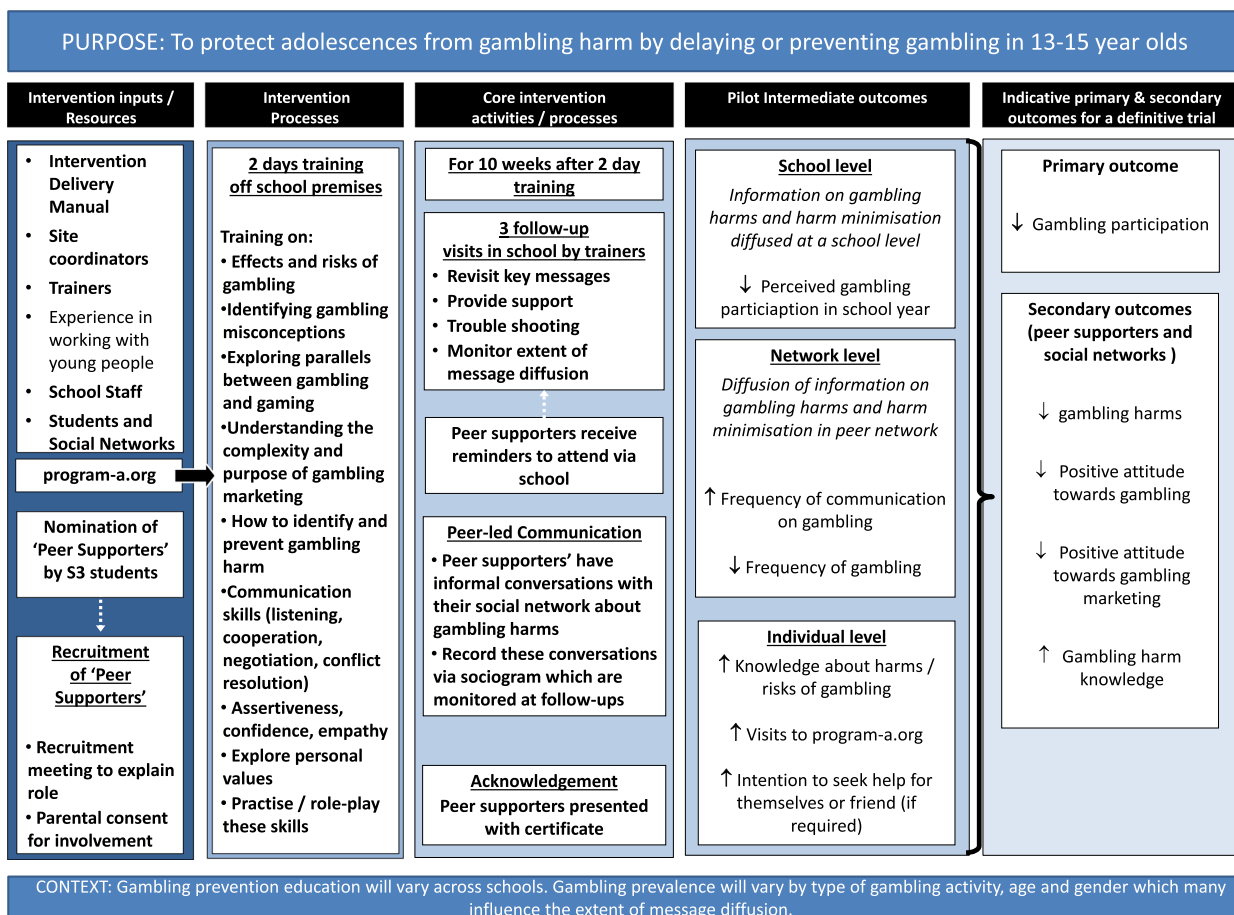 PURPOSE: To protect adolescences from gambling harm by delaying or preventing gambling in 13-15 year olds
Intervention inputs /
Resources
Intervention
Processes
Core intervention
activities / processes
Pilot Intermediate outcomes
Indicative primary & secondary
outcomes for a definitive trial
• Intervention
Delivery
Manual
• Site
coordinators
• Trainers
• Experience in
working with
young people
• School Staff
• Students and
Social Networks
program-a.org
Nomination of
‘Peer Supporters’
by S3 students
Recruitment
of ‘Peer
Supporters’
• Recruitment
meeting to explain
role
• Parental consent
for involvement
2 days training
off school premises
Training on:
• Effects and risks of
gambling
•Identifying gambling
misconceptions
•Exploring parallels
between gambling
and gaming
•Understanding the
complexity and
purpose of gambling
marketing
• How to identify and
prevent gambling
harm
•Communication
skills (listening,
cooperation,
negotiation, conflict
resolution)
• Assertiveness,
confidence, empathy
• Explore personal
values
• Practise / role-play
these skills
For 10 weeks after 2 day
training
3 follow-up
visits in school by trainers
• Revisit key messages
• Provide support
• Trouble shooting
• Monitor extent of
message diffusion
Peer supporters receive
reminders to attend via
school
Peer-led Communication
• Peer supporters’ have
informal conversations with
their social network about
gambling harms
• Record these conversations
via sociogram which are
monitored at follow-ups
Acknowledgement
Peer supporters presented
with certificate
School level
Information on gambling
harms and harm minimisation
diffused at a school level
↓ Perceived gambling
particiaption in school year
Network level
Diffusion of information on
gambling harms and harm
minimisation in peer network
↑ Frequency of communication
on gambling
↓ Frequency of gambling
Individual level
↑ Knowledge about harms /
risks of gambling
↑ Visits to program-a.org
↑ Intention to seek help for
themselves or friend (if
required)
Primary outcome
↓ Gambling participation
Secondary outcomes
(peer supporters and
social networks )
↓ gambling harms
↓ Positive attitude
towards gambling
↓ Positive attitude
towards gambling
marketing
↑ Gambling harm
knowledge
CONTEXT: Gambling prevention education will vary across schools. Gambling prevalence will vary by type of gambling activity, age and gender which many
influence the extent of message diffusion.